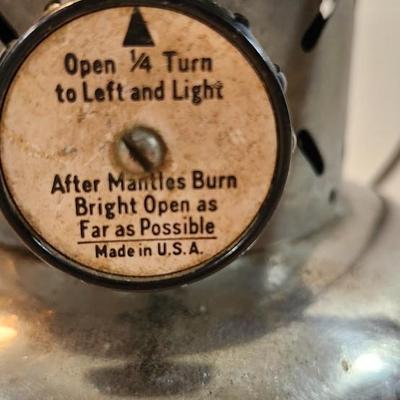 Open ¼ Turn
to Left and Light
After Mantles Burn
Bright Open as
Far as Possible
Made in U.S.A.